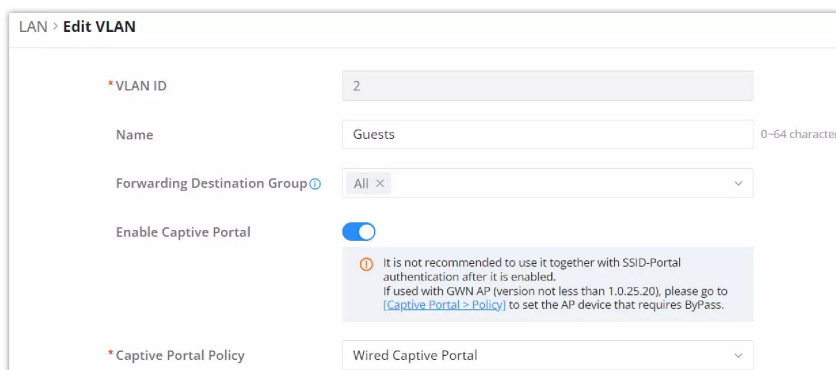 LAN > Edit VLAN
* VLAN ID 2
Name Guests 0~64 character
Forwarding Destination Group All ×
Enable Captive Portal
It is not recommended to use it together with SSID-Portal
authentication after it is enabled.
If used with GWN AP (version not less than 1.0.25.20), please go to
[Captive Portal > Policy] to set the AP device that requires ByPass.
* Captive Portal Policy Wired Captive Portal